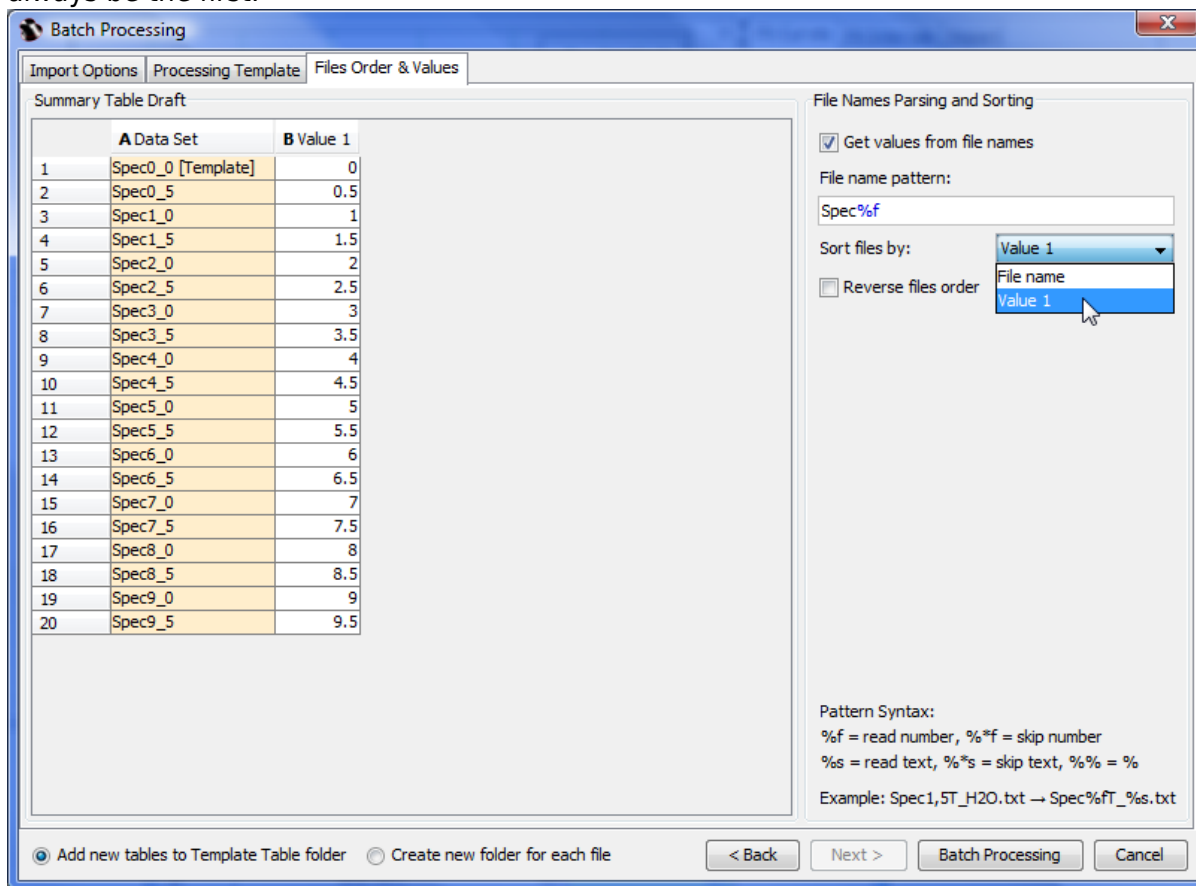 always be the first.
Batch Processing
Import Options Processing Template Files Order & Values
Summary Table Draft
A Data Set B Value 1
1 Spec0_0 [Template] 0
2 Spec0_5 0.5
3 Spec1_0 1
4 Spec1_5 1.5
5 Spec2_0 2
6 Spec2_5 2.5
7 Spec3_0 3
8 Spec3_5 3.5
9 Spec4_0 4
10 Spec4_5 4.5
11 Spec5_0 5
12 Spec5_5 5.5
13 Spec6_0 6
14 Spec6_5 6.5
15 Spec7_0 7
16 Spec7_5 7.5
17 Spec8_0 8
18 Spec8_5 8.5
19 Spec9_0 9
20 Spec9_5 9.5
File Names Parsing and Sorting
Get values from file names
File name pattern:
Spec%f
Sort files by: Value 1
File name
Reverse files order
Value 1
Pattern Syntax:
%f = read number, %*f = skip number
%s = read text, %*s = skip text, %% = %
Example: Spec1,5T_H2O.txt → Spec%fT_%s.txt
Add new tables to Template Table folder Create new folder for each file < Back Next > Batch Processing Cancel